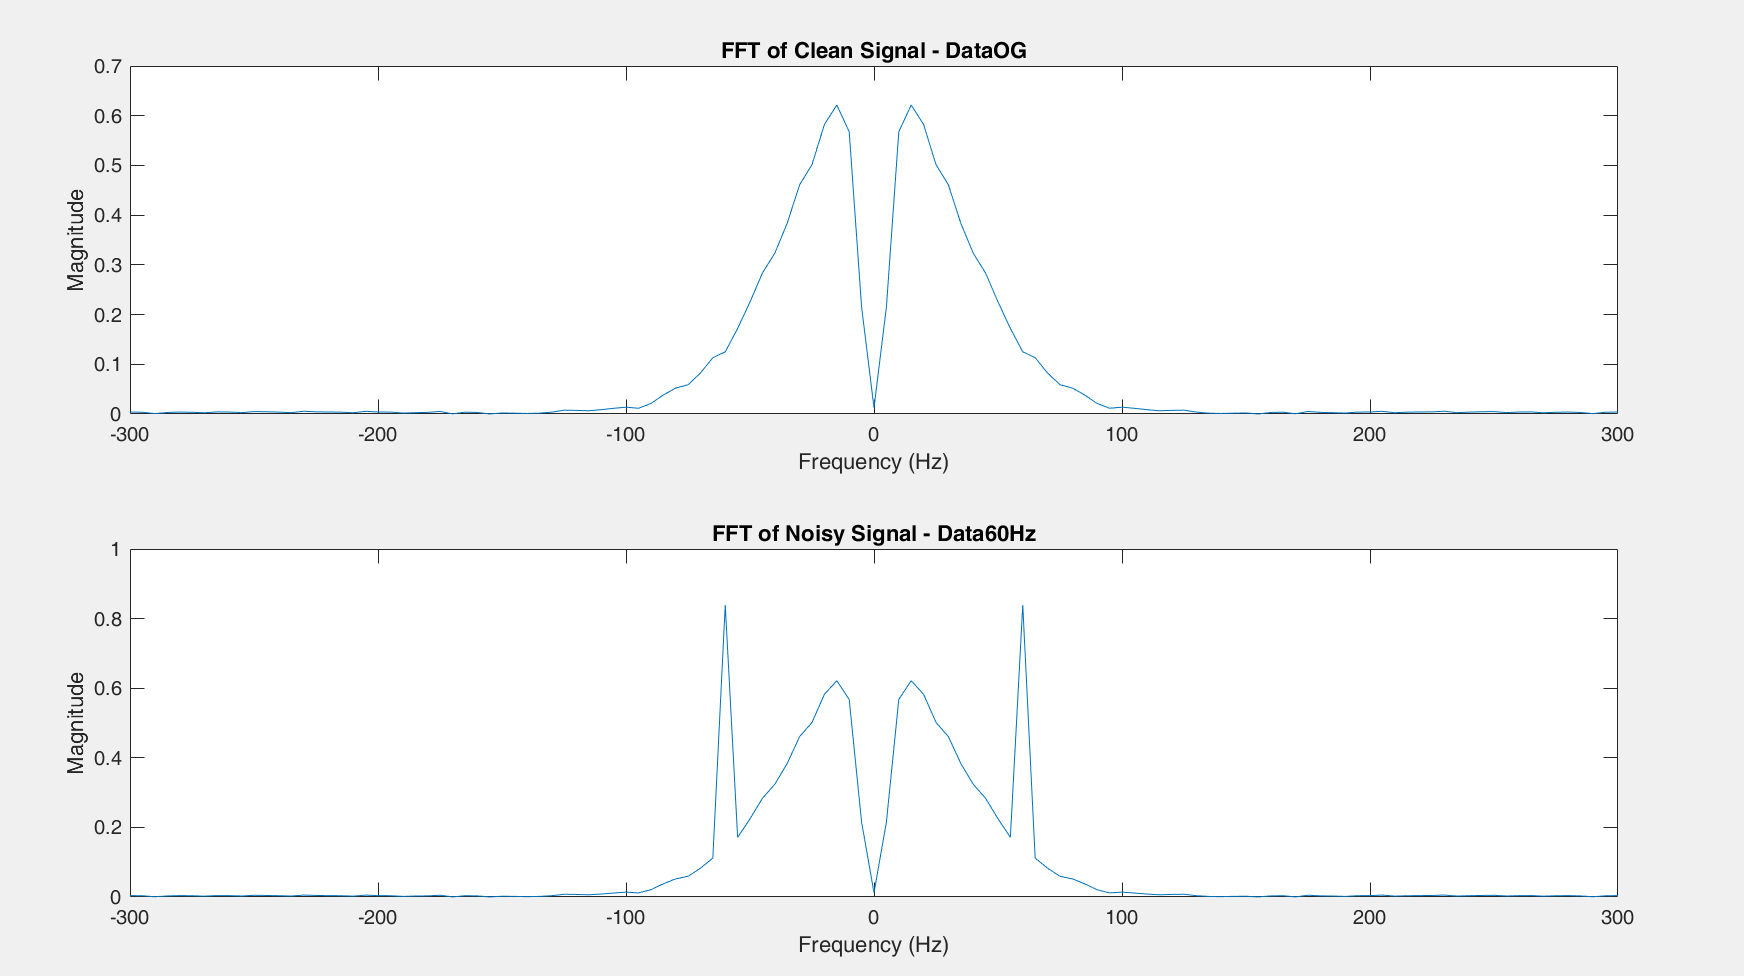 FFT of Clean Signal - DataOG
0.7
0.6
0.5
0.4
0.3
0.2
0.1
0
Magnitude
-300 -200 -100 0 100 200 300
Frequency (Hz)
FFT of Noisy Signal - Data60Hz
1
0.8
0.6
0.4
0.2
0
Magnitude
-300 -200 -100 0 100 200 300
Frequency (Hz)